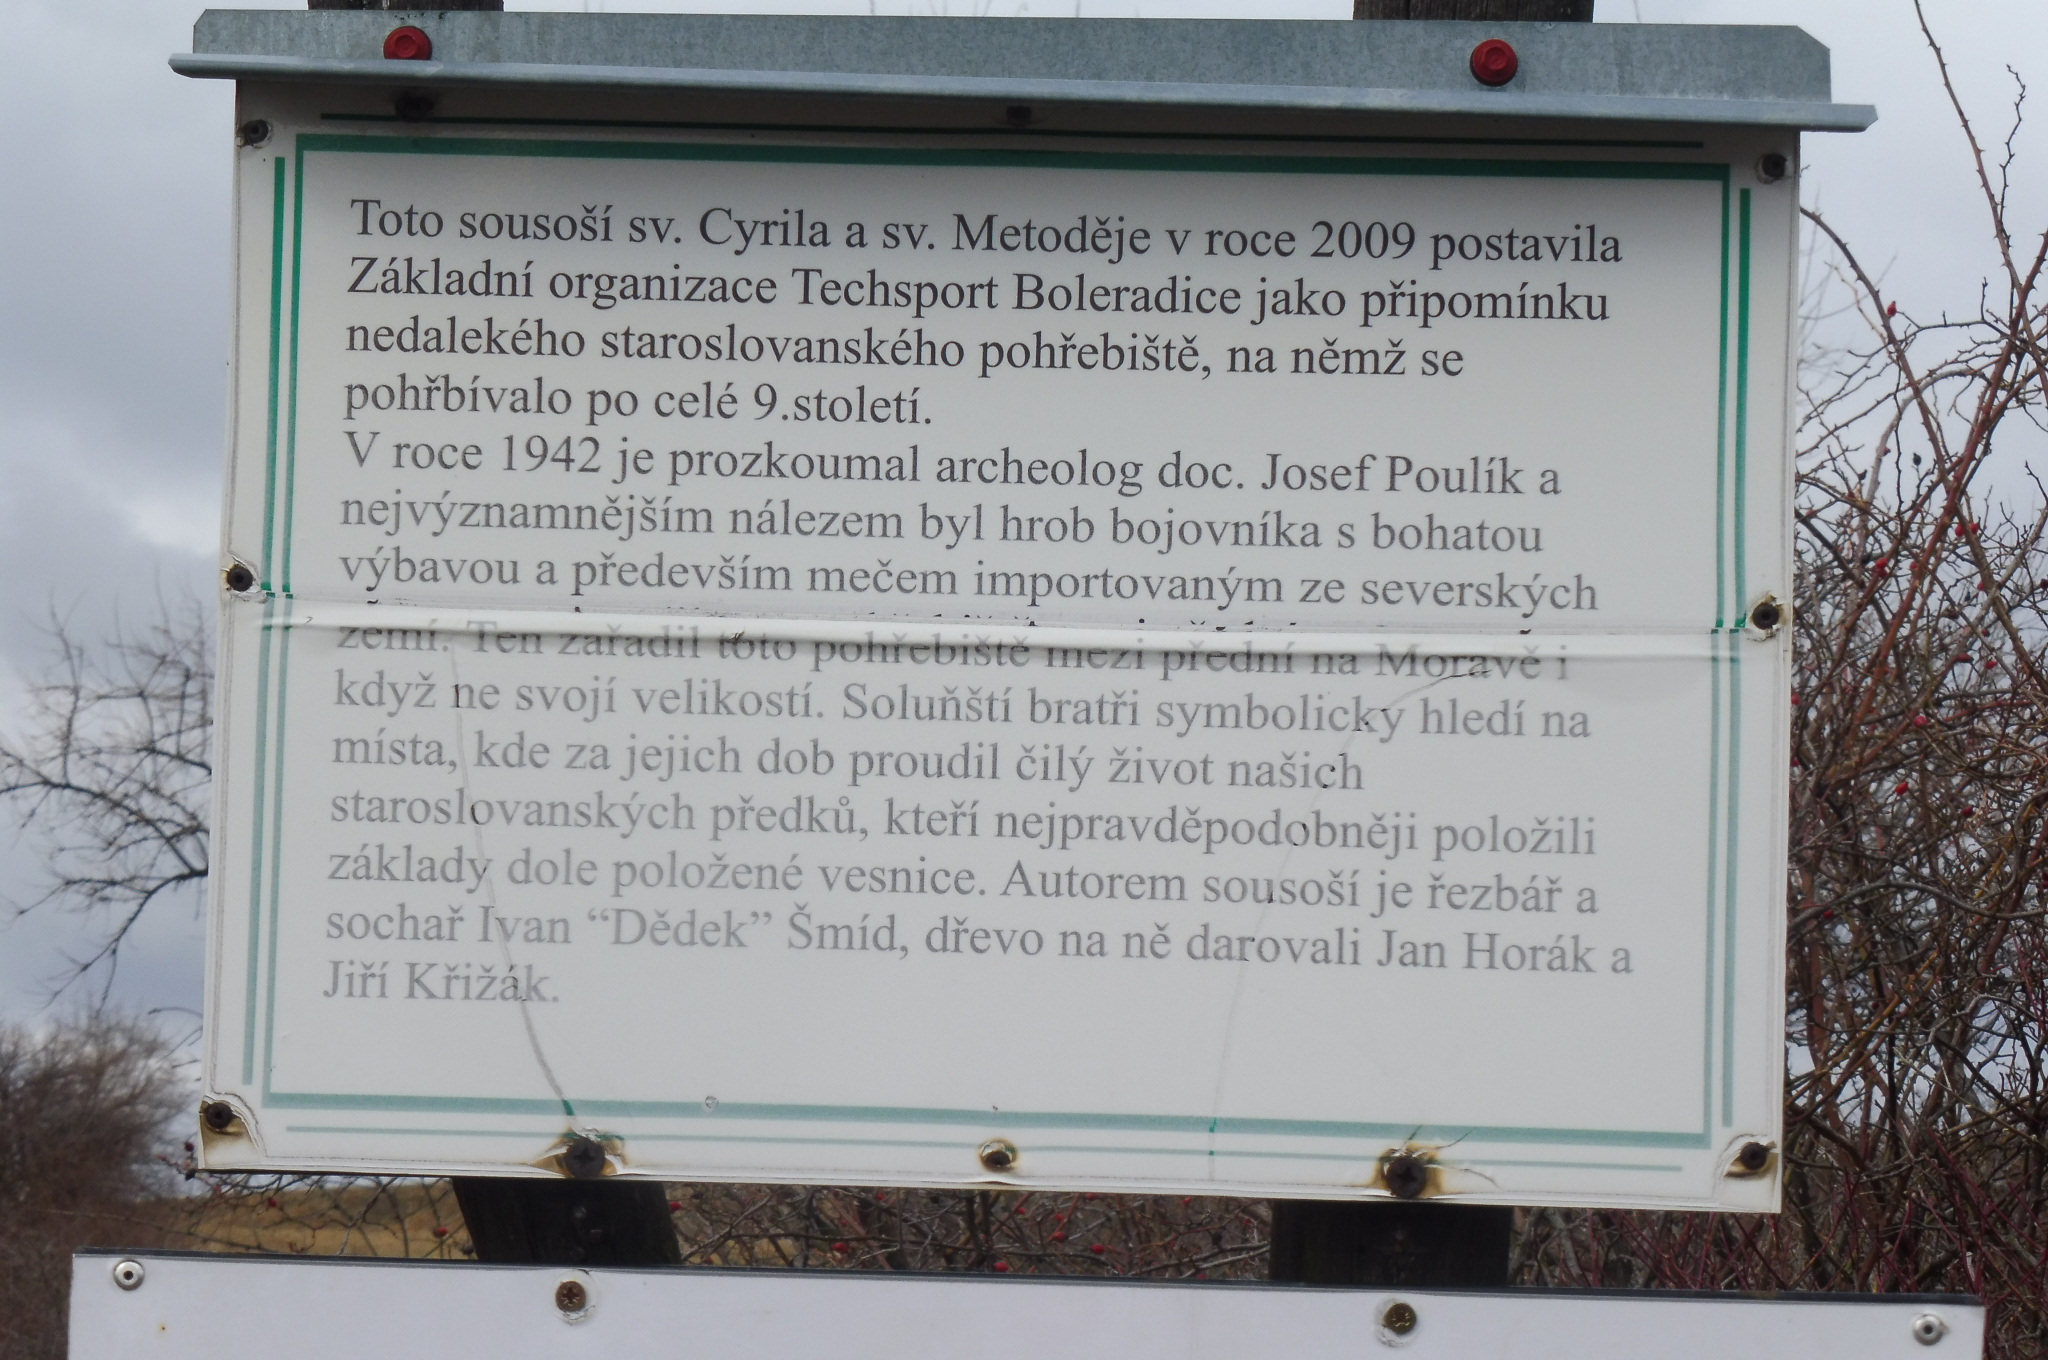 Toto sousoší sv. Cyrila a sv. Metoděje v roce 2009 postavila
Základní organizace Techsport Boleradice jako připomínku
nedalekého staroslovanského pohřebiště, na němž se
pohřbívalo po celé 9.století.
V roce 1942 je prozkoumal archeolog doc. Josef Poulík a
nejvýznamnějším nálezem byl hrob bojovníka s bohatou
výbavou a především mečem importovaným ze severských
zemí. Ten zařadil toto pohřebiště mezi přední na Moravě i
když ne svojí velikostí. Soluňští bratři symbolicky hledí na
místa, kde za jejich dob proudil čilý život našich
staroslovanských předků, kteří nejpravděpodobněji položili
základy dole položené vesnice. Autorem sousoší je řezbář a
sochař Ivan “Dědek” Šmíd, dřevo na ně darovali Jan Horák a
Jiří Křižák.